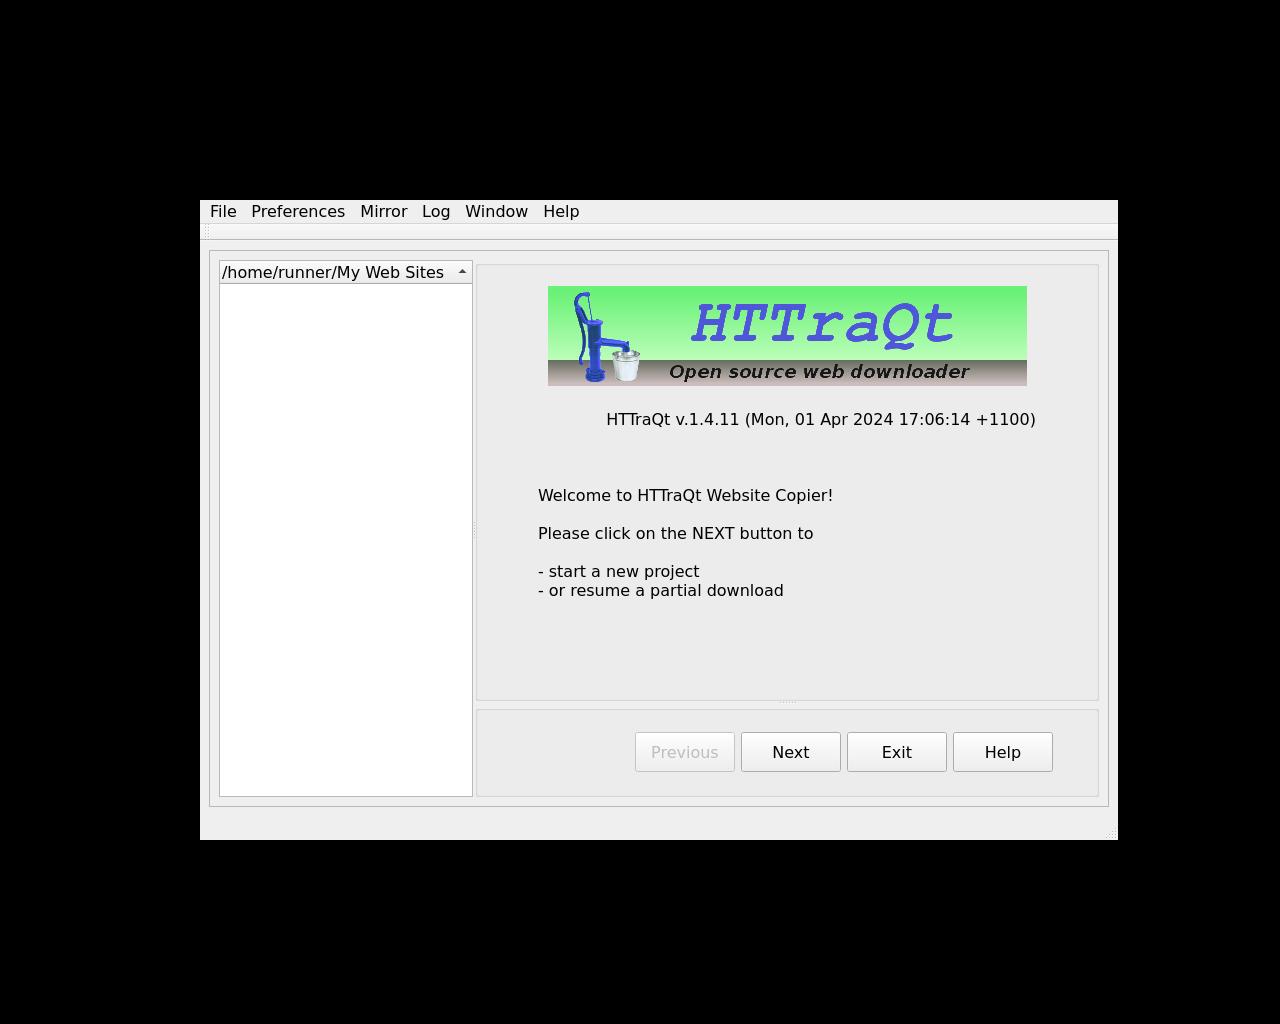 File Preferences Mirror Log Window Help
/home/runner/My Web Sites
HTTraQt
Open source web downloader
HTTraQt v.1.4.11 (Mon, 01 Apr 2024 17:06:14 +1100)
Welcome to HTTraQt Website Copier!
Please click on the NEXT button to
- start a new project
- or resume a partial download
Previous Next Exit Help